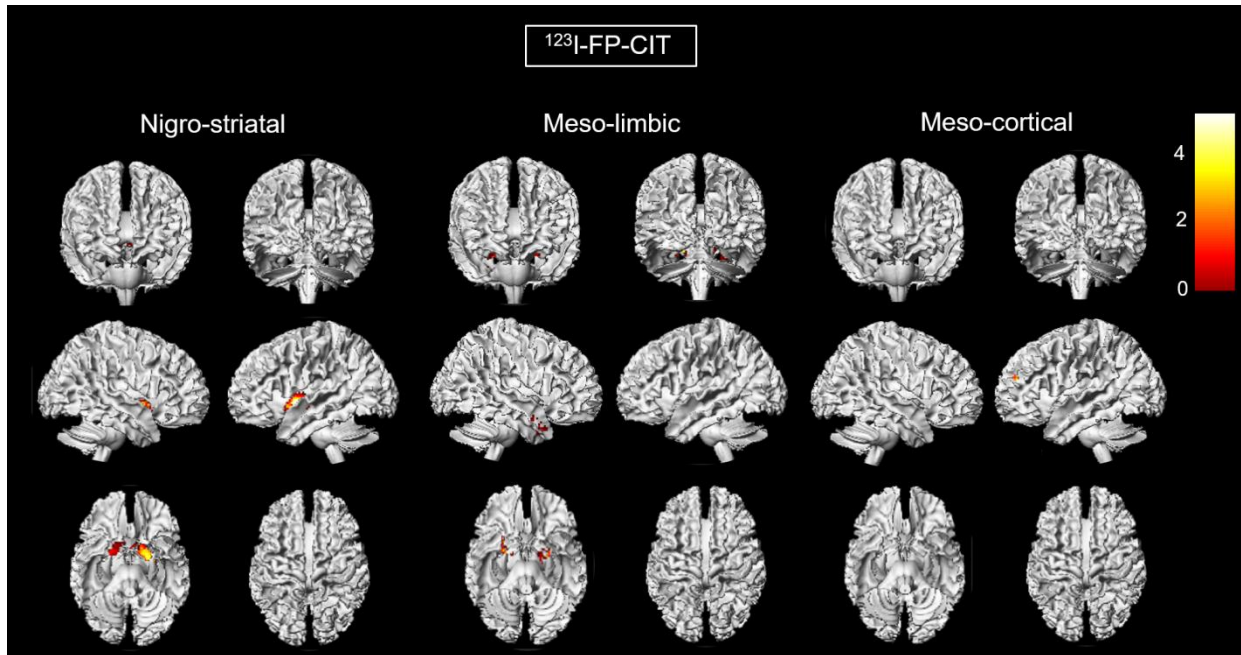 ¹²³I-FP-CIT
Nigro-striatal
Meso-limbic
Meso-cortical
4
2
0